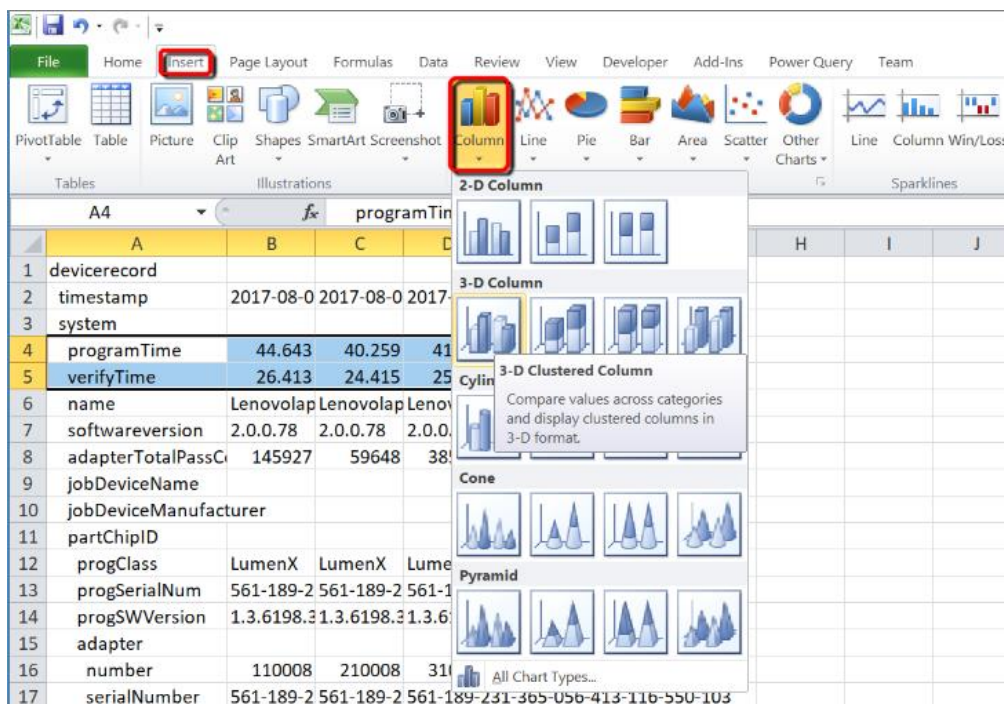 File Home Insert Page Layout Formulas Data Review View Developer Add-Ins Power Query Team
PivotTable Table Picture Clip Art Shapes SmartArt Screenshot Column Line Pie Bar Area Scatter Other Charts Line Column Win/Loss
Tables Illustrations Sparklines
A4 fx programTim
A B C D H I J
2-D Column
3-D Column
3-D Clustered Column
Compare values across categories
and display clustered columns in
3-D format.
Cylin
Cone
Pyramid
All Chart Types...
1 devicerecord
2 timestamp 2017-08-0 2017-08-0 2017-
3 system
4 programTime 44.643 40.259 41
5 verifyTime 26.413 24.415 25
6 name Lenovolap Lenovolap Lenov
7 softwareversion 2.0.0.78 2.0.0.78 2.0.0.
8 adapterTotalPassC 145927 59648 385
9 jobDeviceName
10 jobDeviceManufacturer
11 partChipID
12 progClass LumenX LumenX Lume
13 progSerialNum 561-189-2 561-189-2 561-1
14 progSWVersion 1.3.6198.3 1.3.6198.3 1.3.6
15 adapter
16 number 110008 210008 310
17 serialNumber 561-189-2 561-189-2 561-189-231-365-056-413-116-550-103